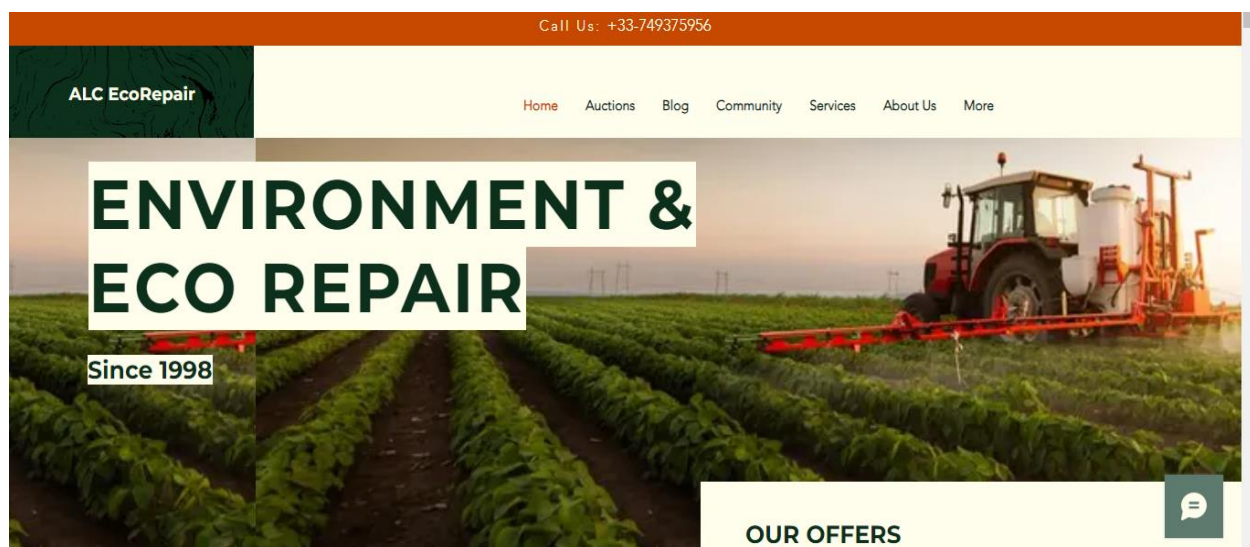 Call Us: +33-749375956
ALC EcoRepair
Home Auctions Blog Community Services About Us More
ENVIRONMENT &
ECO REPAIR
Since 1998
OUR OFFERS